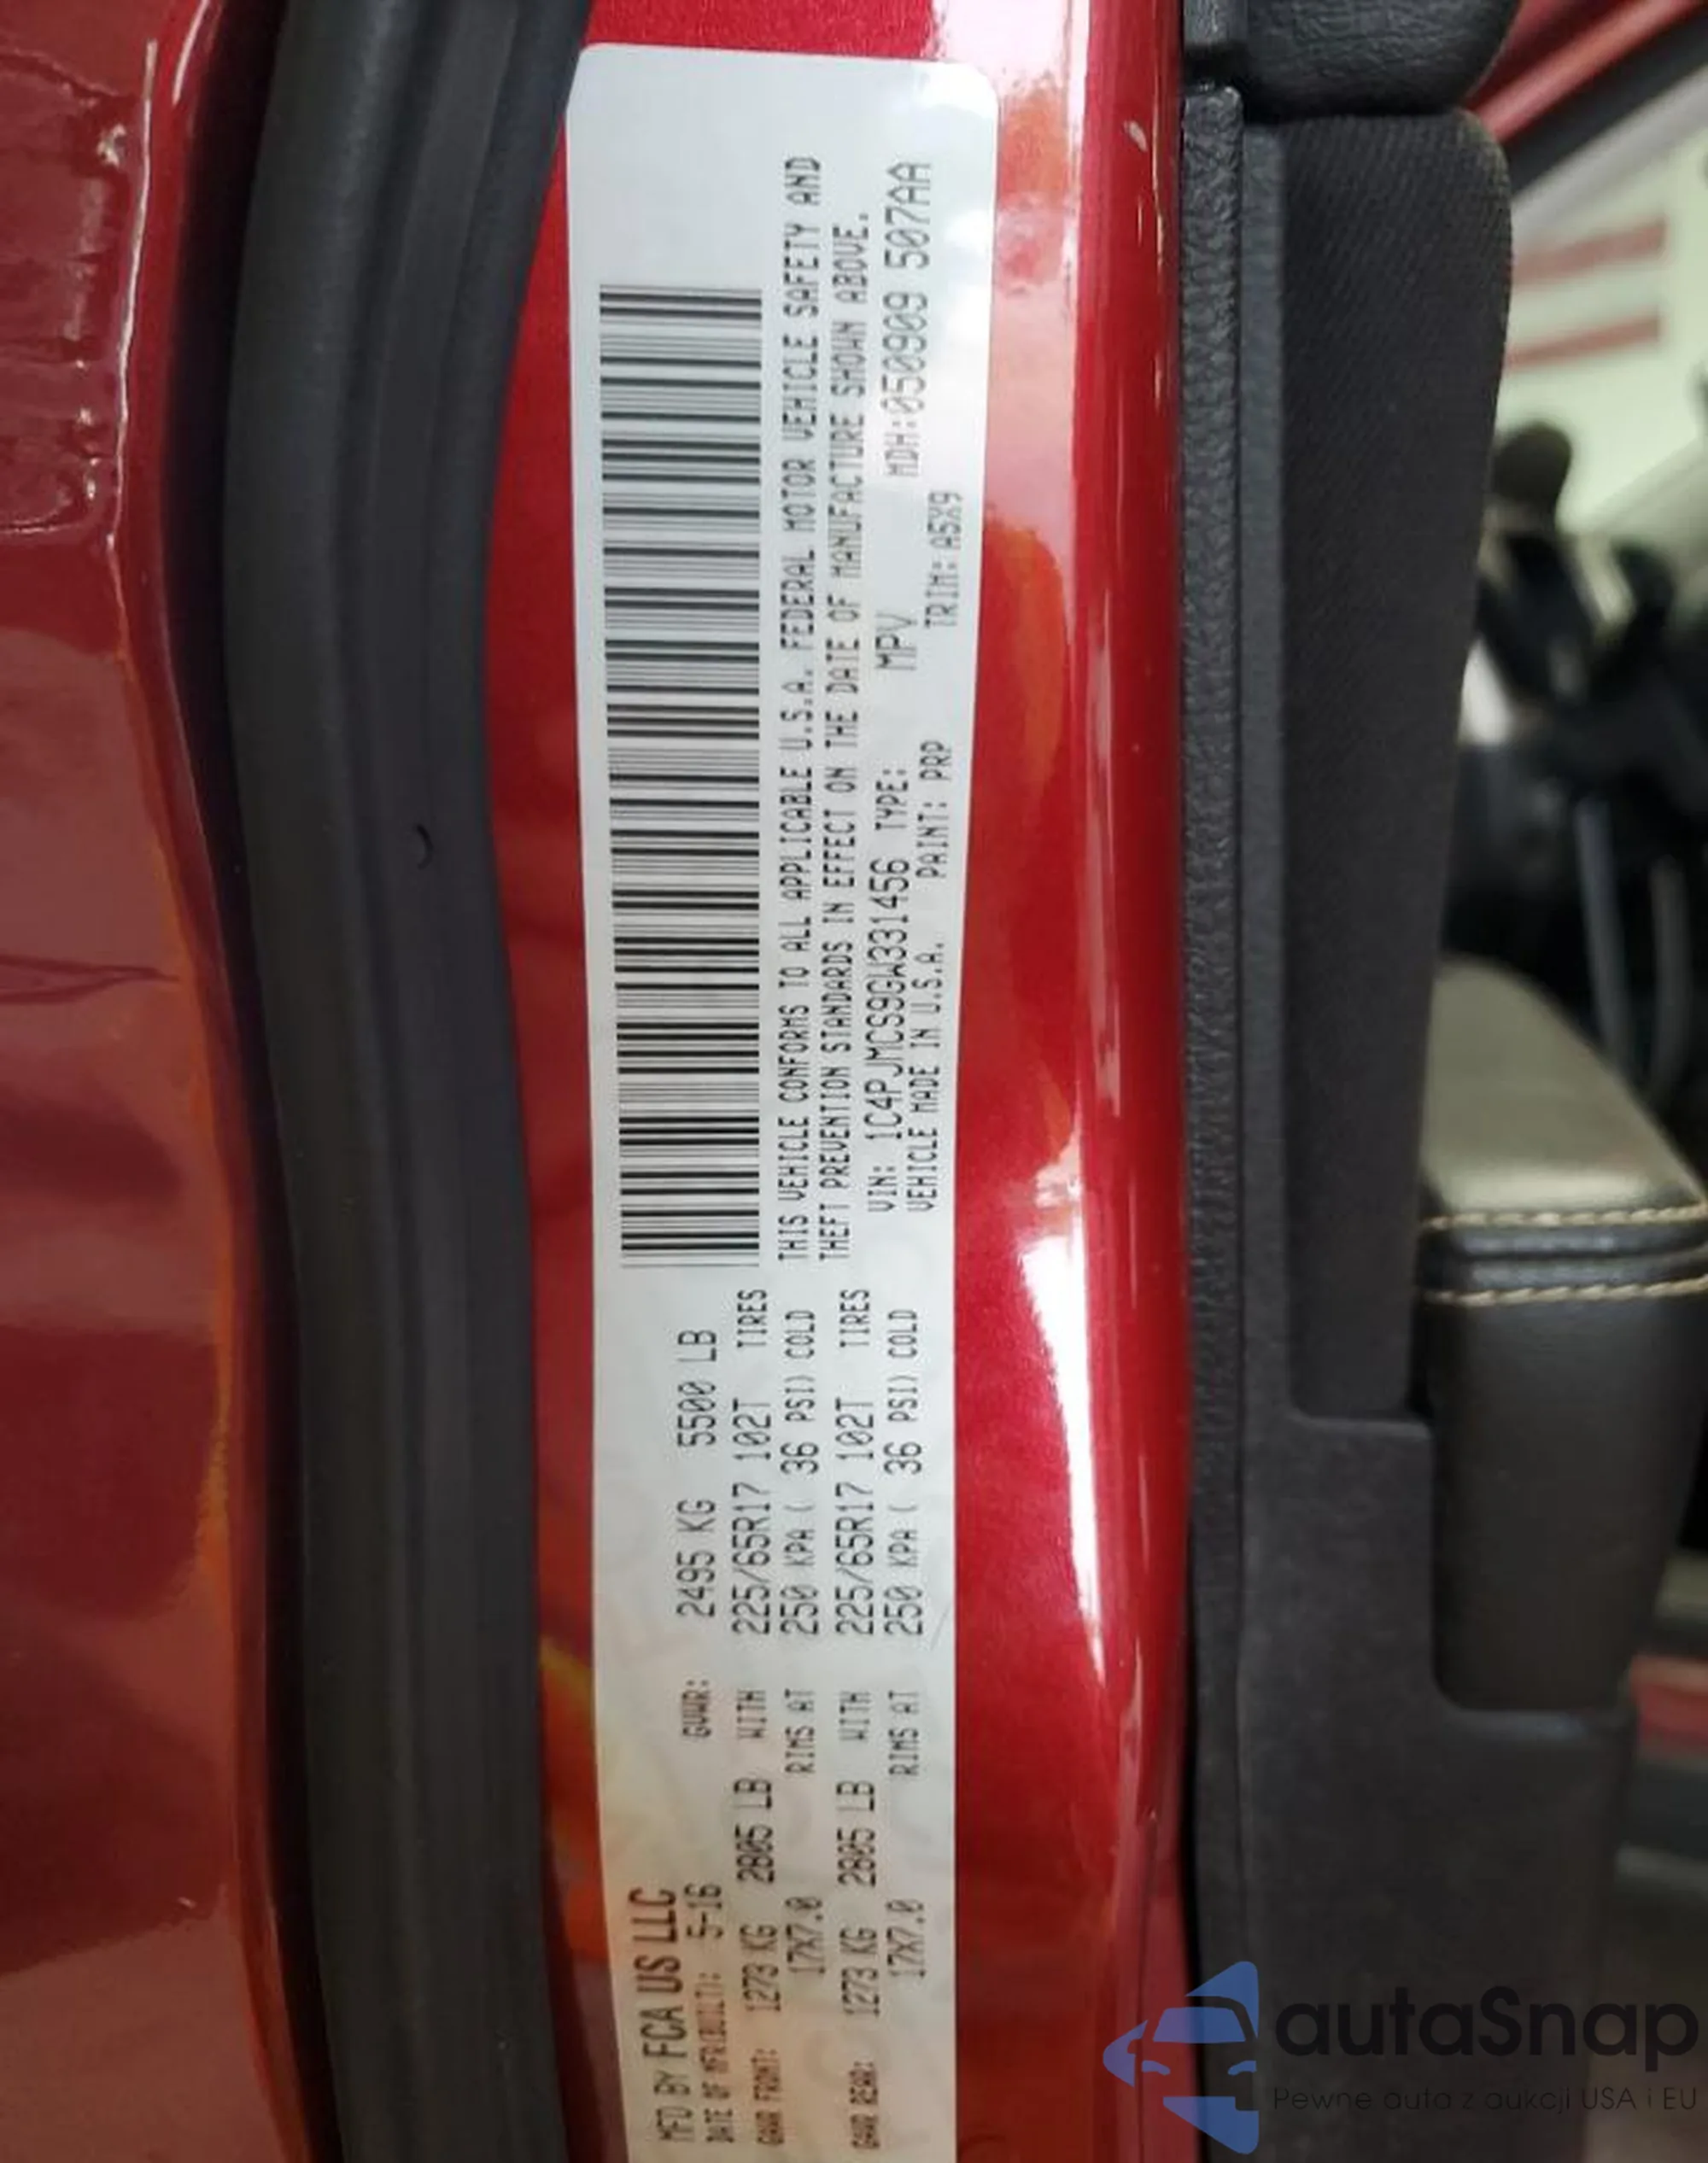 MFD BY FCA US LLC
DATE OF MFR(BUILT): 5-16 GVWR: 2495 KG 5500 LB
GAWR FRONT: 1273 KG 2805 LB WITH 225/65R17 102T TIRES
17X7.0 RIMS AT 250 KPA ( 36 PSI) COLD
GAWR REAR: 1273 KG 2805 LB WITH 225/65R17 102T TIRES
17X7.0 RIMS AT 250 KPA ( 36 PSI) COLD
THIS VEHICLE CONFORMS TO ALL APPLICABLE U.S.A. FEDERAL MOTOR VEHICLE SAFETY AND
THEFT PREVENTION STANDARDS IN EFFECT ON THE DATE OF MANUFACTURE SHOWN ABOVE.
VIN: 1C4PJMCS9GW331456 TYPE: MPV MDH:050909 507AA
VEHICLE MADE IN U.S.A. PAINT: PRP TRIM: A5X9
autaSnap
Pewne auta z aukcji USA i EU